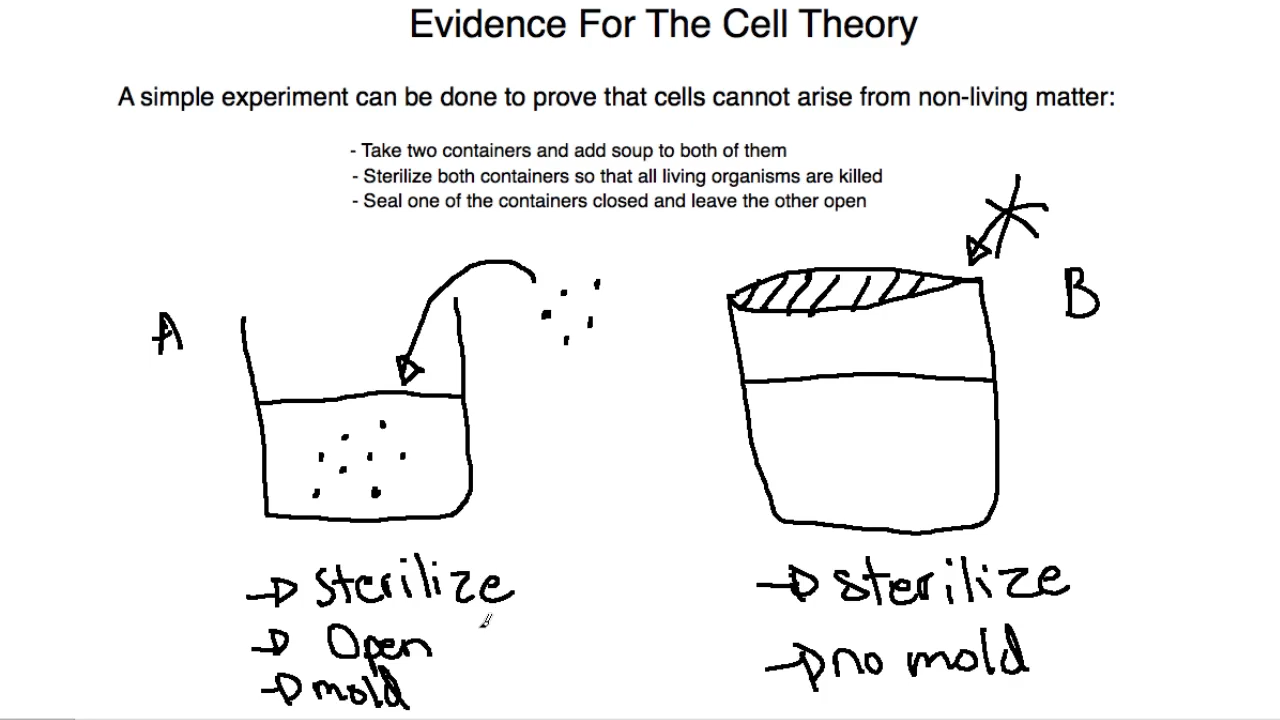 Evidence For The Cell Theory
A simple experiment can be done to prove that cells cannot arise from non-living matter:
- Take two containers and add soup to both of them
- Sterilize both containers so that all living organisms are killed
- Seal one of the containers closed and leave the other open
A
B
sterilize
Open
mold
sterilize
no mold